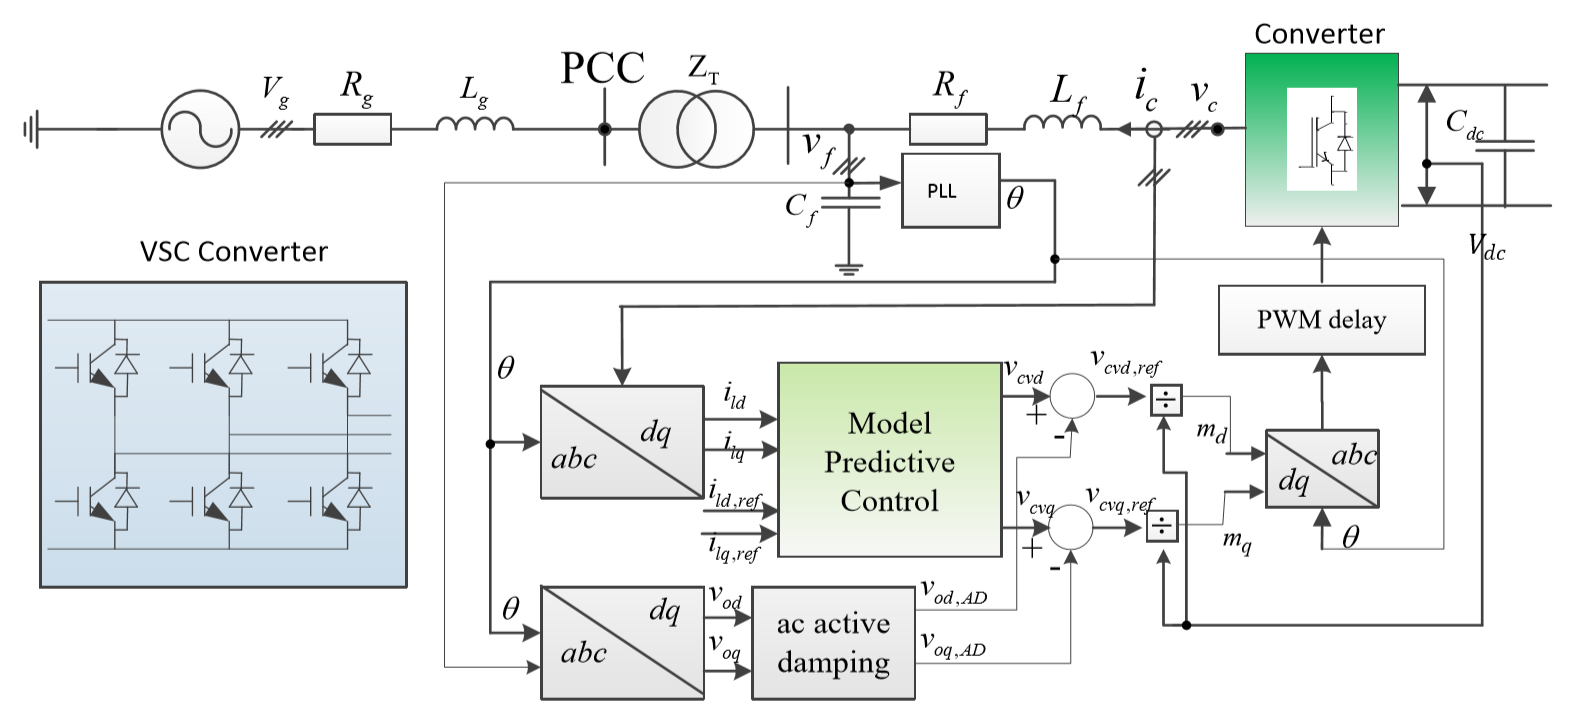 Converter
PCC
Z_T
V_g
R_g
L_g
R_f
L_f
i_c
v_c
C_dc
v_f
PLL
θ
C_f
V_dc
VSC Converter
PWM delay
θ
abc
dq
i_ld
i_lq
i_ld,ref
i_lq,ref
Model
Predictive
Control
v_cvd
+
-
v_cvd,ref
÷
m_d
v_cvq
+
-
v_cvq,ref
÷
m_q
abc
dq
θ
θ
dq
abc
v_od
v_oq
ac active
damping
v_od,AD
v_oq,AD